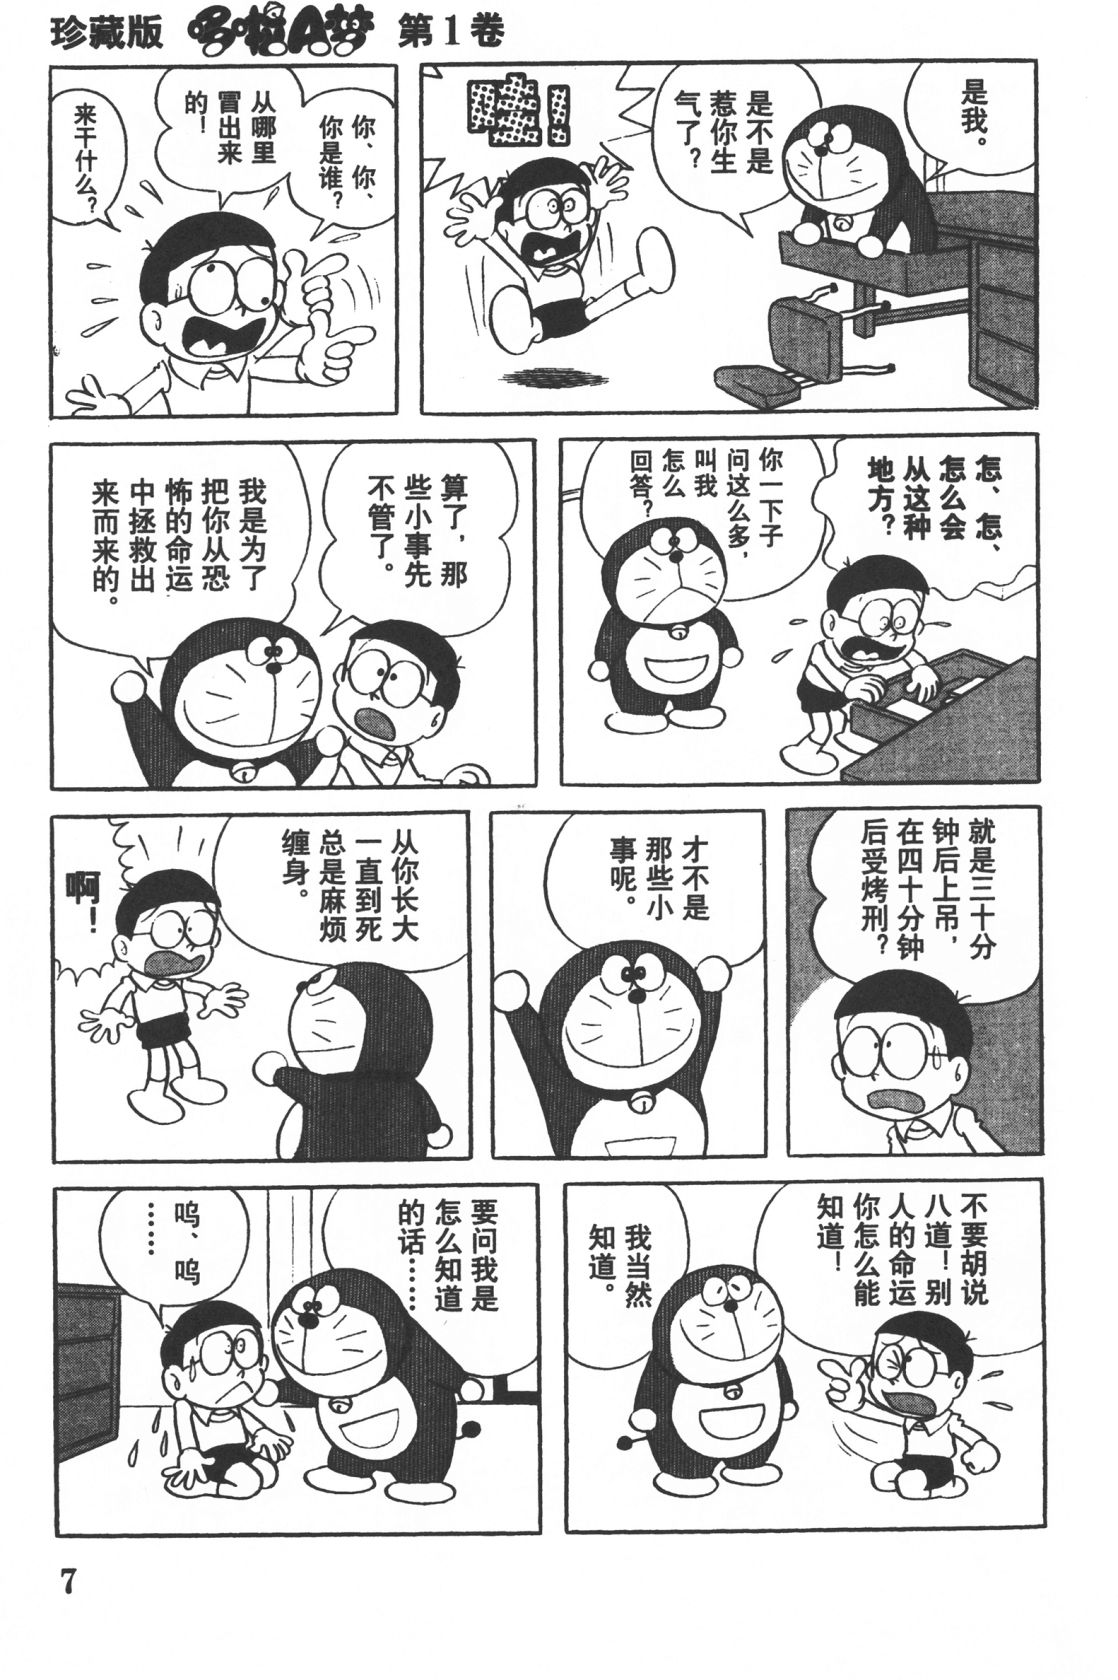 珍藏版 哆啦A梦 第1卷
是我。
是不是
惹你生
气了?
哇!
你、你、
你是谁?
从哪里
冒出来
的!
来干什么?
怎、怎、
怎么会
从这种
地方?
你一下子
问这么多,
叫我
怎么
回答?
算了,那
些小事先
不管了。
我是为了
把你从恐
怖的命运
中拯救出
来而来的。
就是三十分
钟后上吊,
在四十分钟
后受烤刑?
才不是
那些小
事呢。
从你长大
一直到死
总是麻烦
缠身。
啊!
不要胡说
八道!别
人的命运
你怎么能
知道!
我当然
知道。
要问我是
怎么知道
的话……
呜、呜
……
7